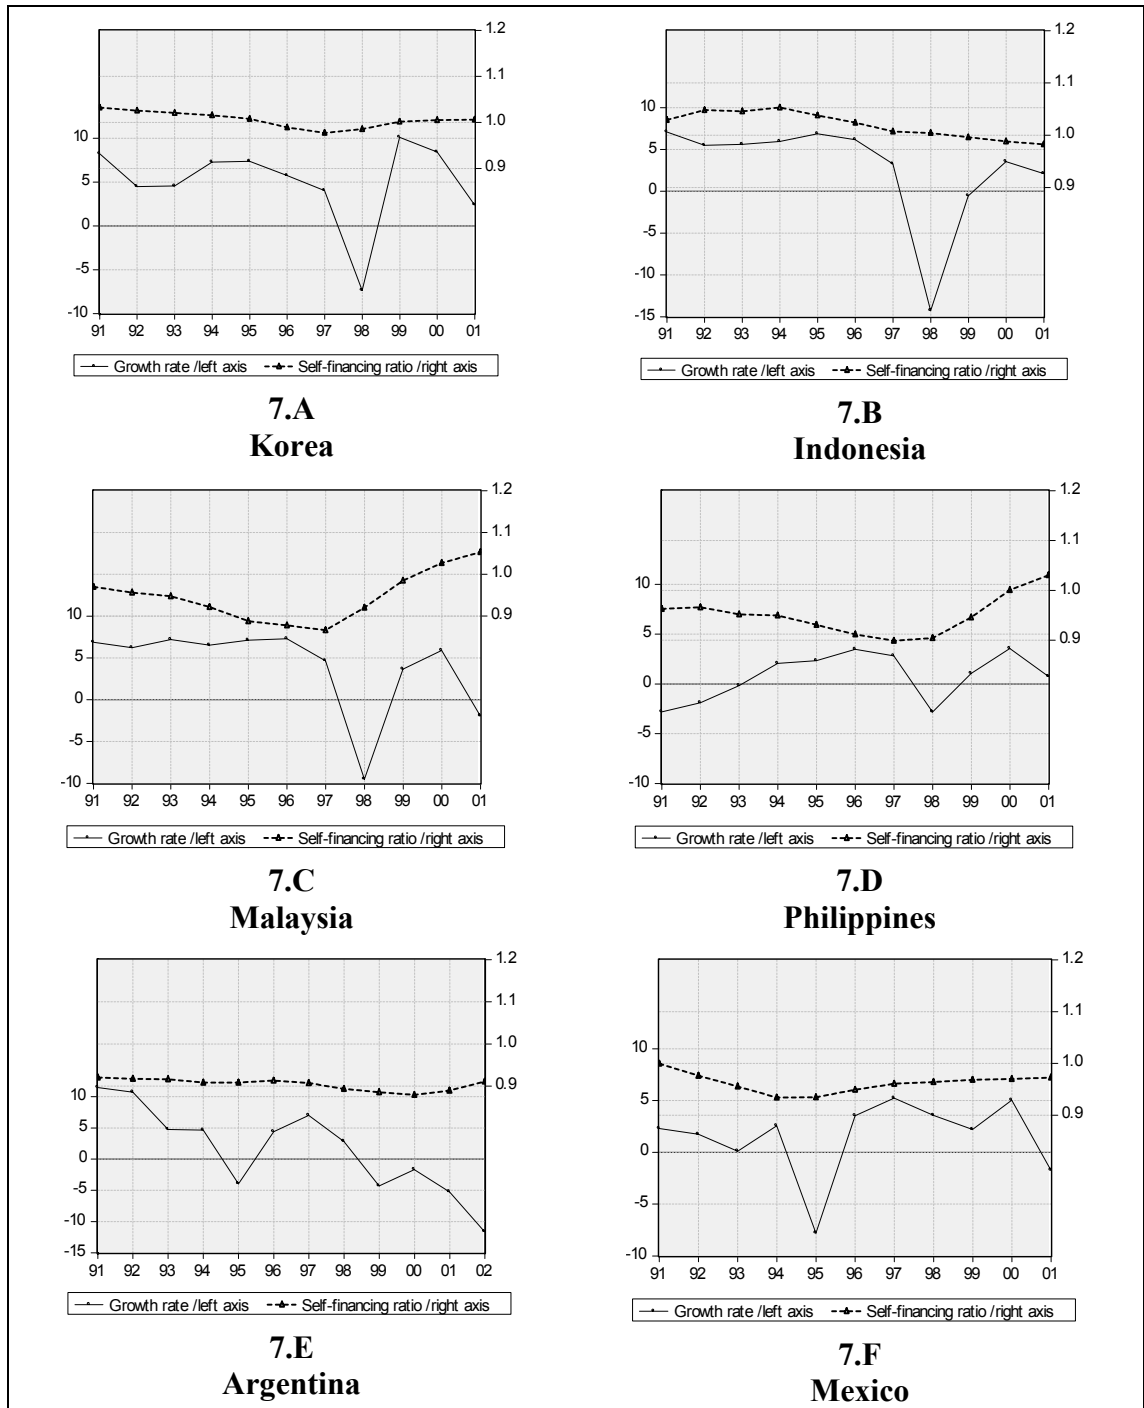 1.2
1.1
1.0
0.9
10
5
0
-5
-10
91 92 93 94 95 96 97 98 99 00 01
Growth rate /left axis Self-financing ratio /right axis
7.A
Korea
1.2
1.1
1.0
0.9
10
5
0
-5
-10
-15
91 92 93 94 95 96 97 98 99 00 01
Growth rate /left axis Self-financing ratio /right axis
7.B
Indonesia
1.2
1.1
1.0
0.9
10
5
0
-5
-10
91 92 93 94 95 96 97 98 99 00 01
Growth rate /left axis Self-financing ratio /right axis
7.C
Malaysia
1.2
1.1
1.0
0.9
10
5
0
-5
-10
91 92 93 94 95 96 97 98 99 00 01
Growth rate /left axis Self-financing ratio /right axis
7.D
Philippines
1.2
1.1
1.0
0.9
10
5
0
-5
-10
-15
91 92 93 94 95 96 97 98 99 00 01 02
Growth rate /left axis Self-financing ratio /right axis
7.E
Argentina
1.2
1.1
1.0
0.9
10
5
0
-5
-10
91 92 93 94 95 96 97 98 99 00 01
Growth rate /left axis Self-financing ratio /right axis
7.F
Mexico